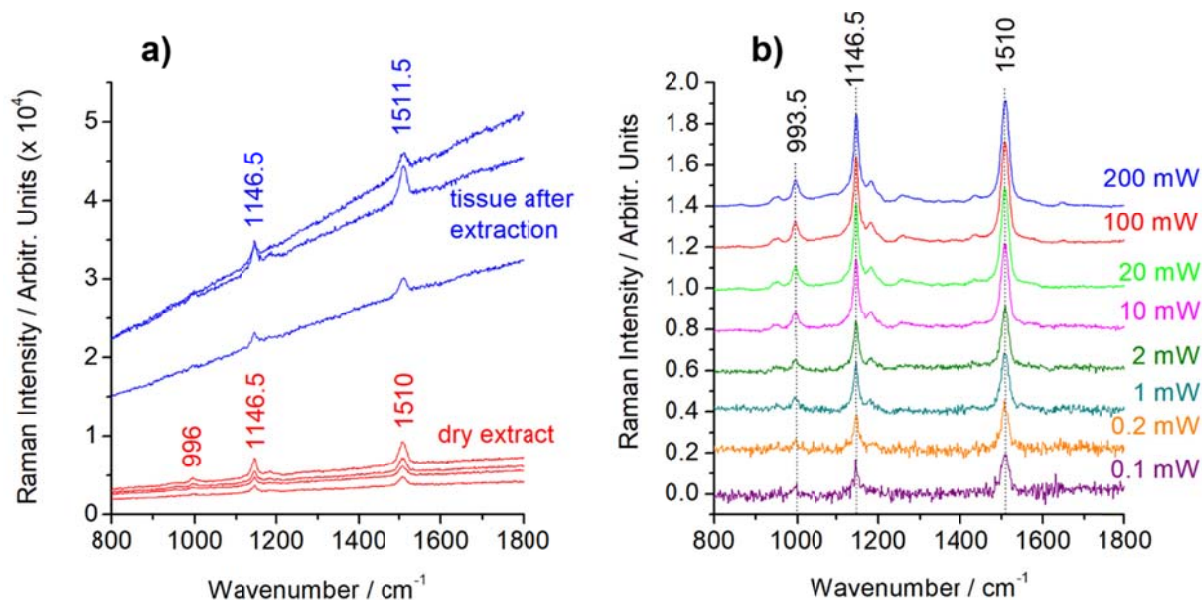 a)
Raman Intensity / Arbitr. Units (x 10⁴)
5
4
3
2
1
0
1146.5
1511.5
tissue after
extraction
996
1146.5
1510
dry extract
800 1000 1200 1400 1600 1800
Wavenumber / cm⁻¹
b)
Raman Intensity / Arbitr. Units
2.0
1.8
1.6
1.4
1.2
1.0
0.8
0.6
0.4
0.2
0.0
993.5
1146.5
1510
200 mW
100 mW
20 mW
10 mW
2 mW
1 mW
0.2 mW
0.1 mW
800 1000 1200 1400 1600 1800
Wavenumber / cm⁻¹